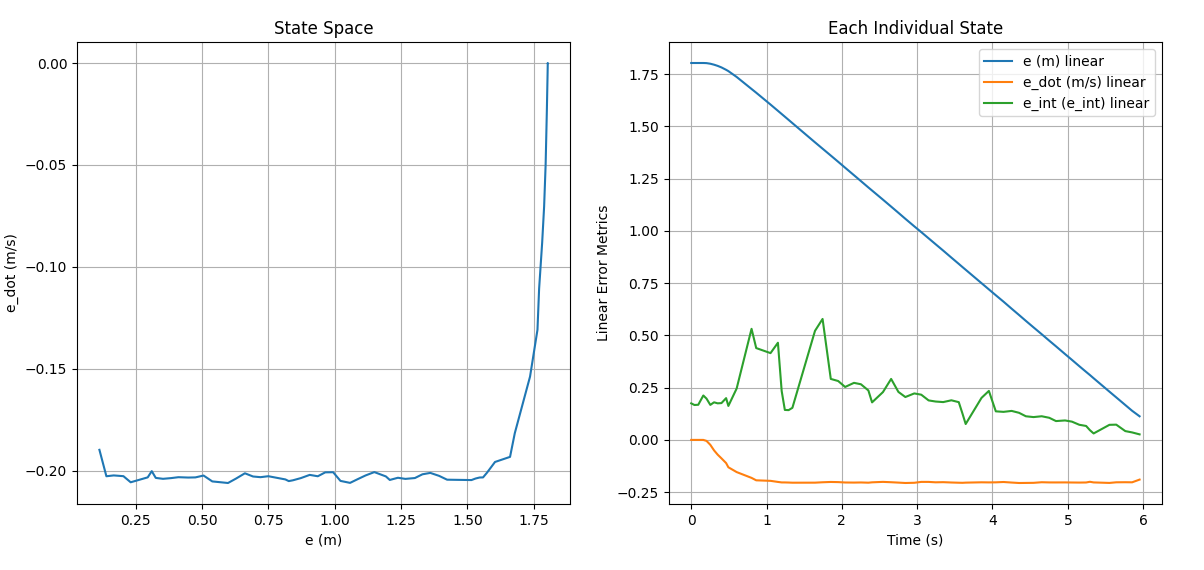 State Space
0.00
−0.05
−0.10
−0.15
−0.20
e_dot (m/s)
0.25 0.50 0.75 1.00 1.25 1.50 1.75
e (m)
Each Individual State
e (m) linear
e_dot (m/s) linear
e_int (e_int) linear
1.75
1.50
1.25
1.00
0.75
0.50
0.25
0.00
−0.25
Linear Error Metrics
0 1 2 3 4 5 6
Time (s)